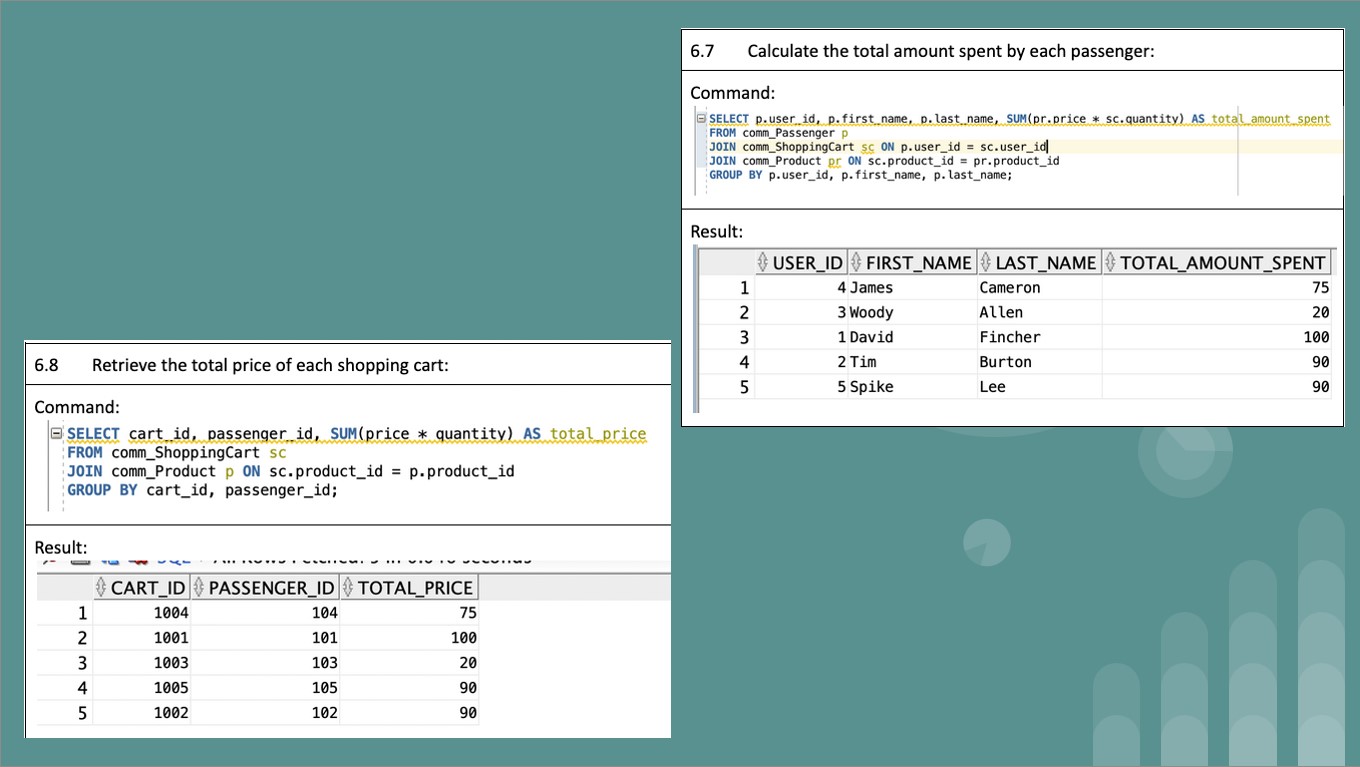 6.7 Calculate the total amount spent by each passenger:
Command:
SELECT p.user_id, p.first_name, p.last_name, SUM(pr.price * sc.quantity) AS total_amount_spent
FROM comm_Passenger p
JOIN comm_ShoppingCart sc ON p.user_id = sc.user_id
JOIN comm_Product pr ON sc.product_id = pr.product_id
GROUP BY p.user_id, p.first_name, p.last_name;
Result:
USER_ID FIRST_NAME LAST_NAME TOTAL_AMOUNT_SPENT
1 4 James Cameron 75
2 3 Woody Allen 20
3 1 David Fincher 100
4 2 Tim Burton 90
5 5 Spike Lee 90
6.8 Retrieve the total price of each shopping cart:
Command:
SELECT cart_id, passenger_id, SUM(price * quantity) AS total_price
FROM comm_ShoppingCart sc
JOIN comm_Product p ON sc.product_id = p.product_id
GROUP BY cart_id, passenger_id;
Result:
CART_ID PASSENGER_ID TOTAL_PRICE
1 1004 104 75
2 1001 101 100
3 1003 103 20
4 1005 105 90
5 1002 102 90